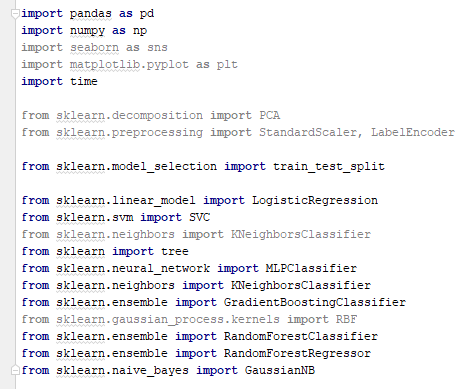 import pandas as pd
import numpy as np
import seaborn as sns
import matplotlib.pyplot as plt
import time
from sklearn.decomposition import PCA
from sklearn.preprocessing import StandardScaler, LabelEncoder
from sklearn.model_selection import train_test_split
from sklearn.linear_model import LogisticRegression
from sklearn.svm import SVC
from sklearn.neighbors import KNeighborsClassifier
from sklearn import tree
from sklearn.neural_network import MLPClassifier
from sklearn.neighbors import KNeighborsClassifier
from sklearn.ensemble import GradientBoostingClassifier
from sklearn.gaussian_process.kernels import RBF
from sklearn.ensemble import RandomForestClassifier
from sklearn.ensemble import RandomForestRegressor
from sklearn.naive_bayes import GaussianNB